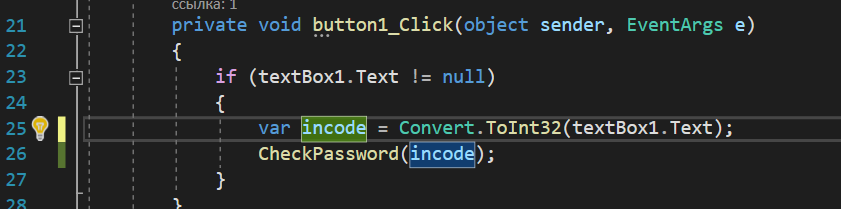 ссылка: 1
21 private void button1_Click(object sender, EventArgs e)
22 {
23 if (textBox1.Text != null)
24 {
25 var incode = Convert.ToInt32(textBox1.Text);
26 CheckPassword(incode);
27 }
28 }